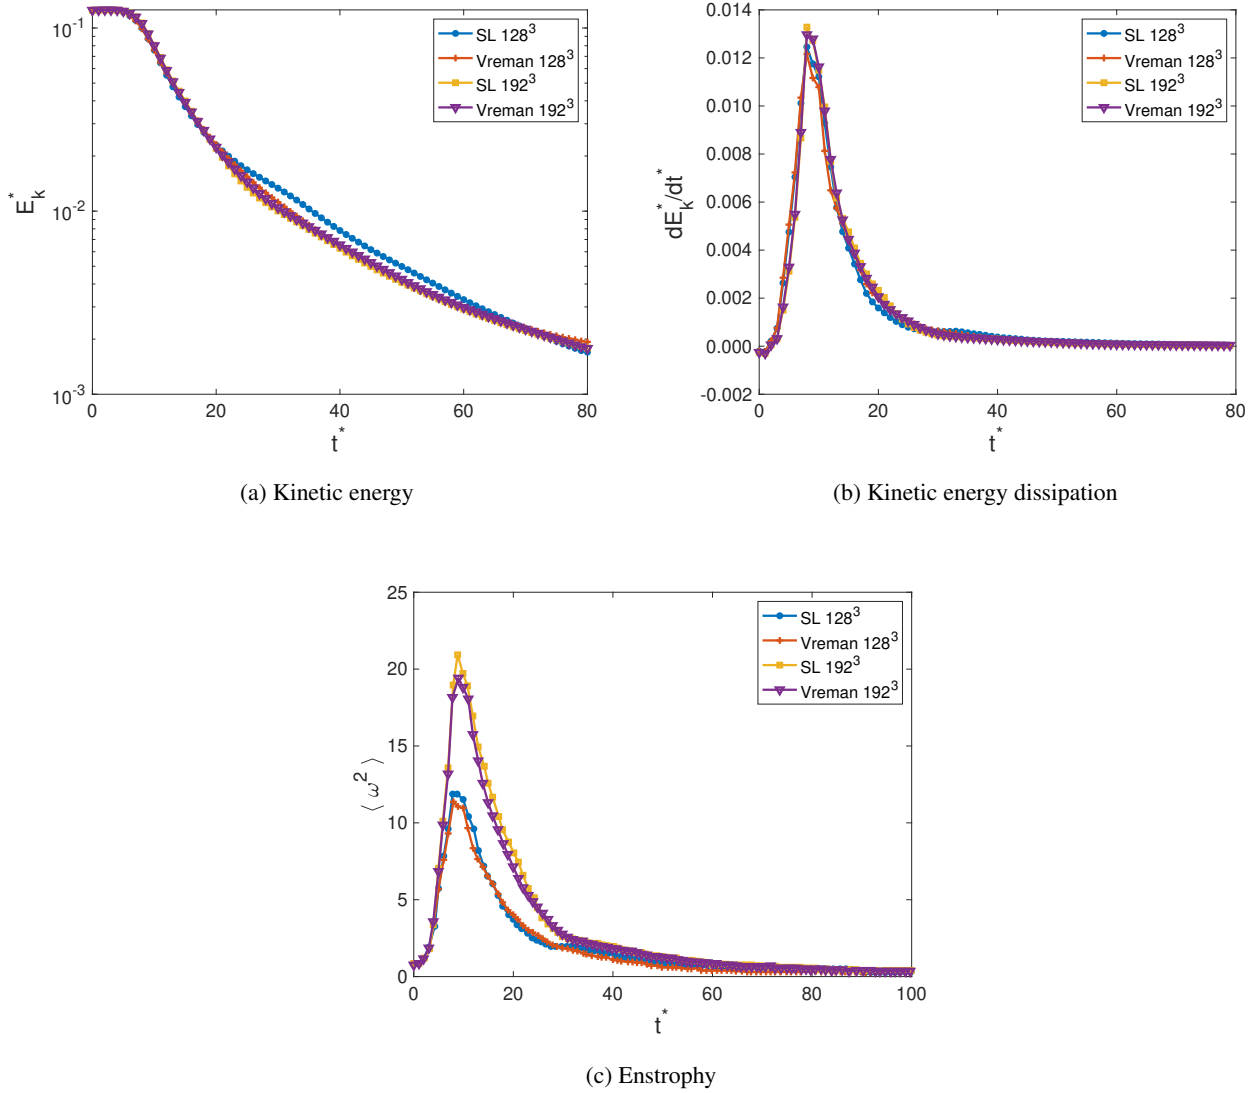 10^-1
10^-2
10^-3
E_k^*
0
20
40
60
80
t^*
SL 128^3
Vreman 128^3
SL 192^3
Vreman 192^3
(a) Kinetic energy
0.014
0.012
0.010
0.008
0.006
0.004
0.002
0.000
-0.002
dE_k^*/dt^*
0
20
40
60
80
t^*
SL 128^3
Vreman 128^3
SL 192^3
Vreman 192^3
(b) Kinetic energy dissipation
25
20
15
10
5
0
⟨ ω^2 ⟩
0
20
40
60
80
100
t^*
SL 128^3
Vreman 128^3
SL 192^3
Vreman 192^3
(c) Enstrophy